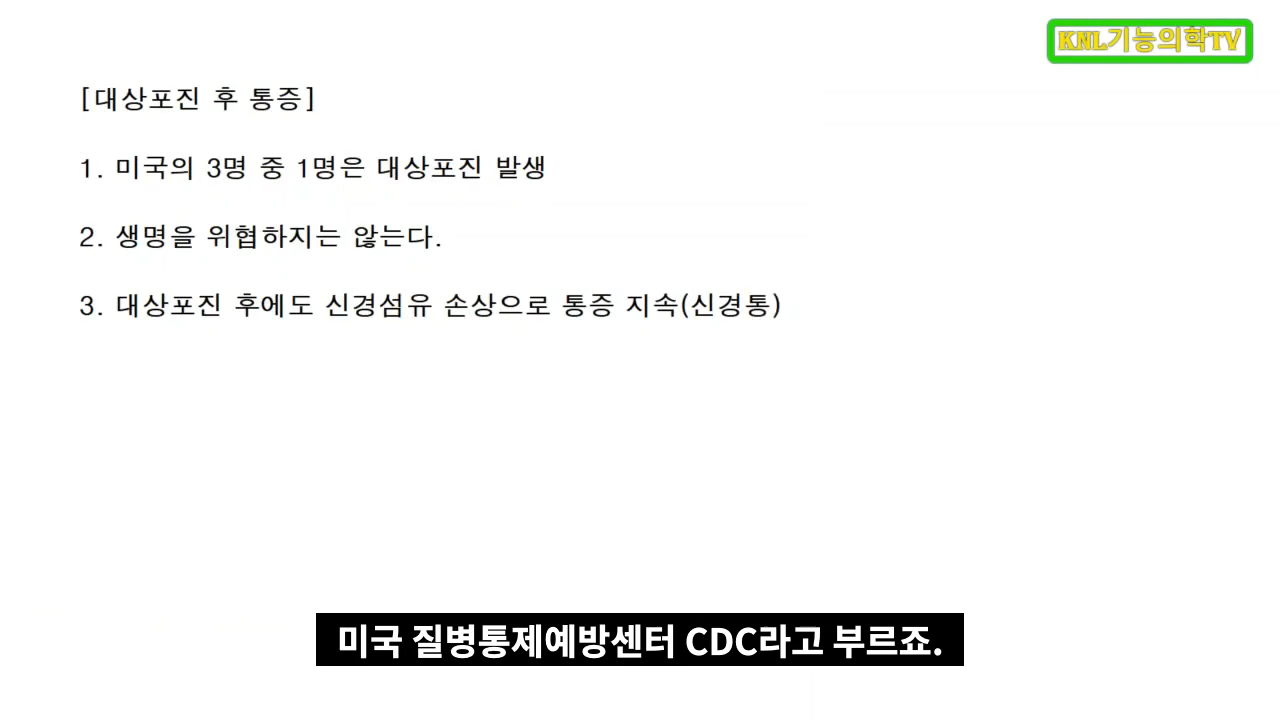 KNL기능의학TV
[대상포진 후 통증]
1. 미국의 3명 중 1명은 대상포진 발생
2. 생명을 위협하지는 않는다.
3. 대상포진 후에도 신경섬유 손상으로 통증 지속(신경통)
미국 질병통제예방센터 CDC라고 부르죠.